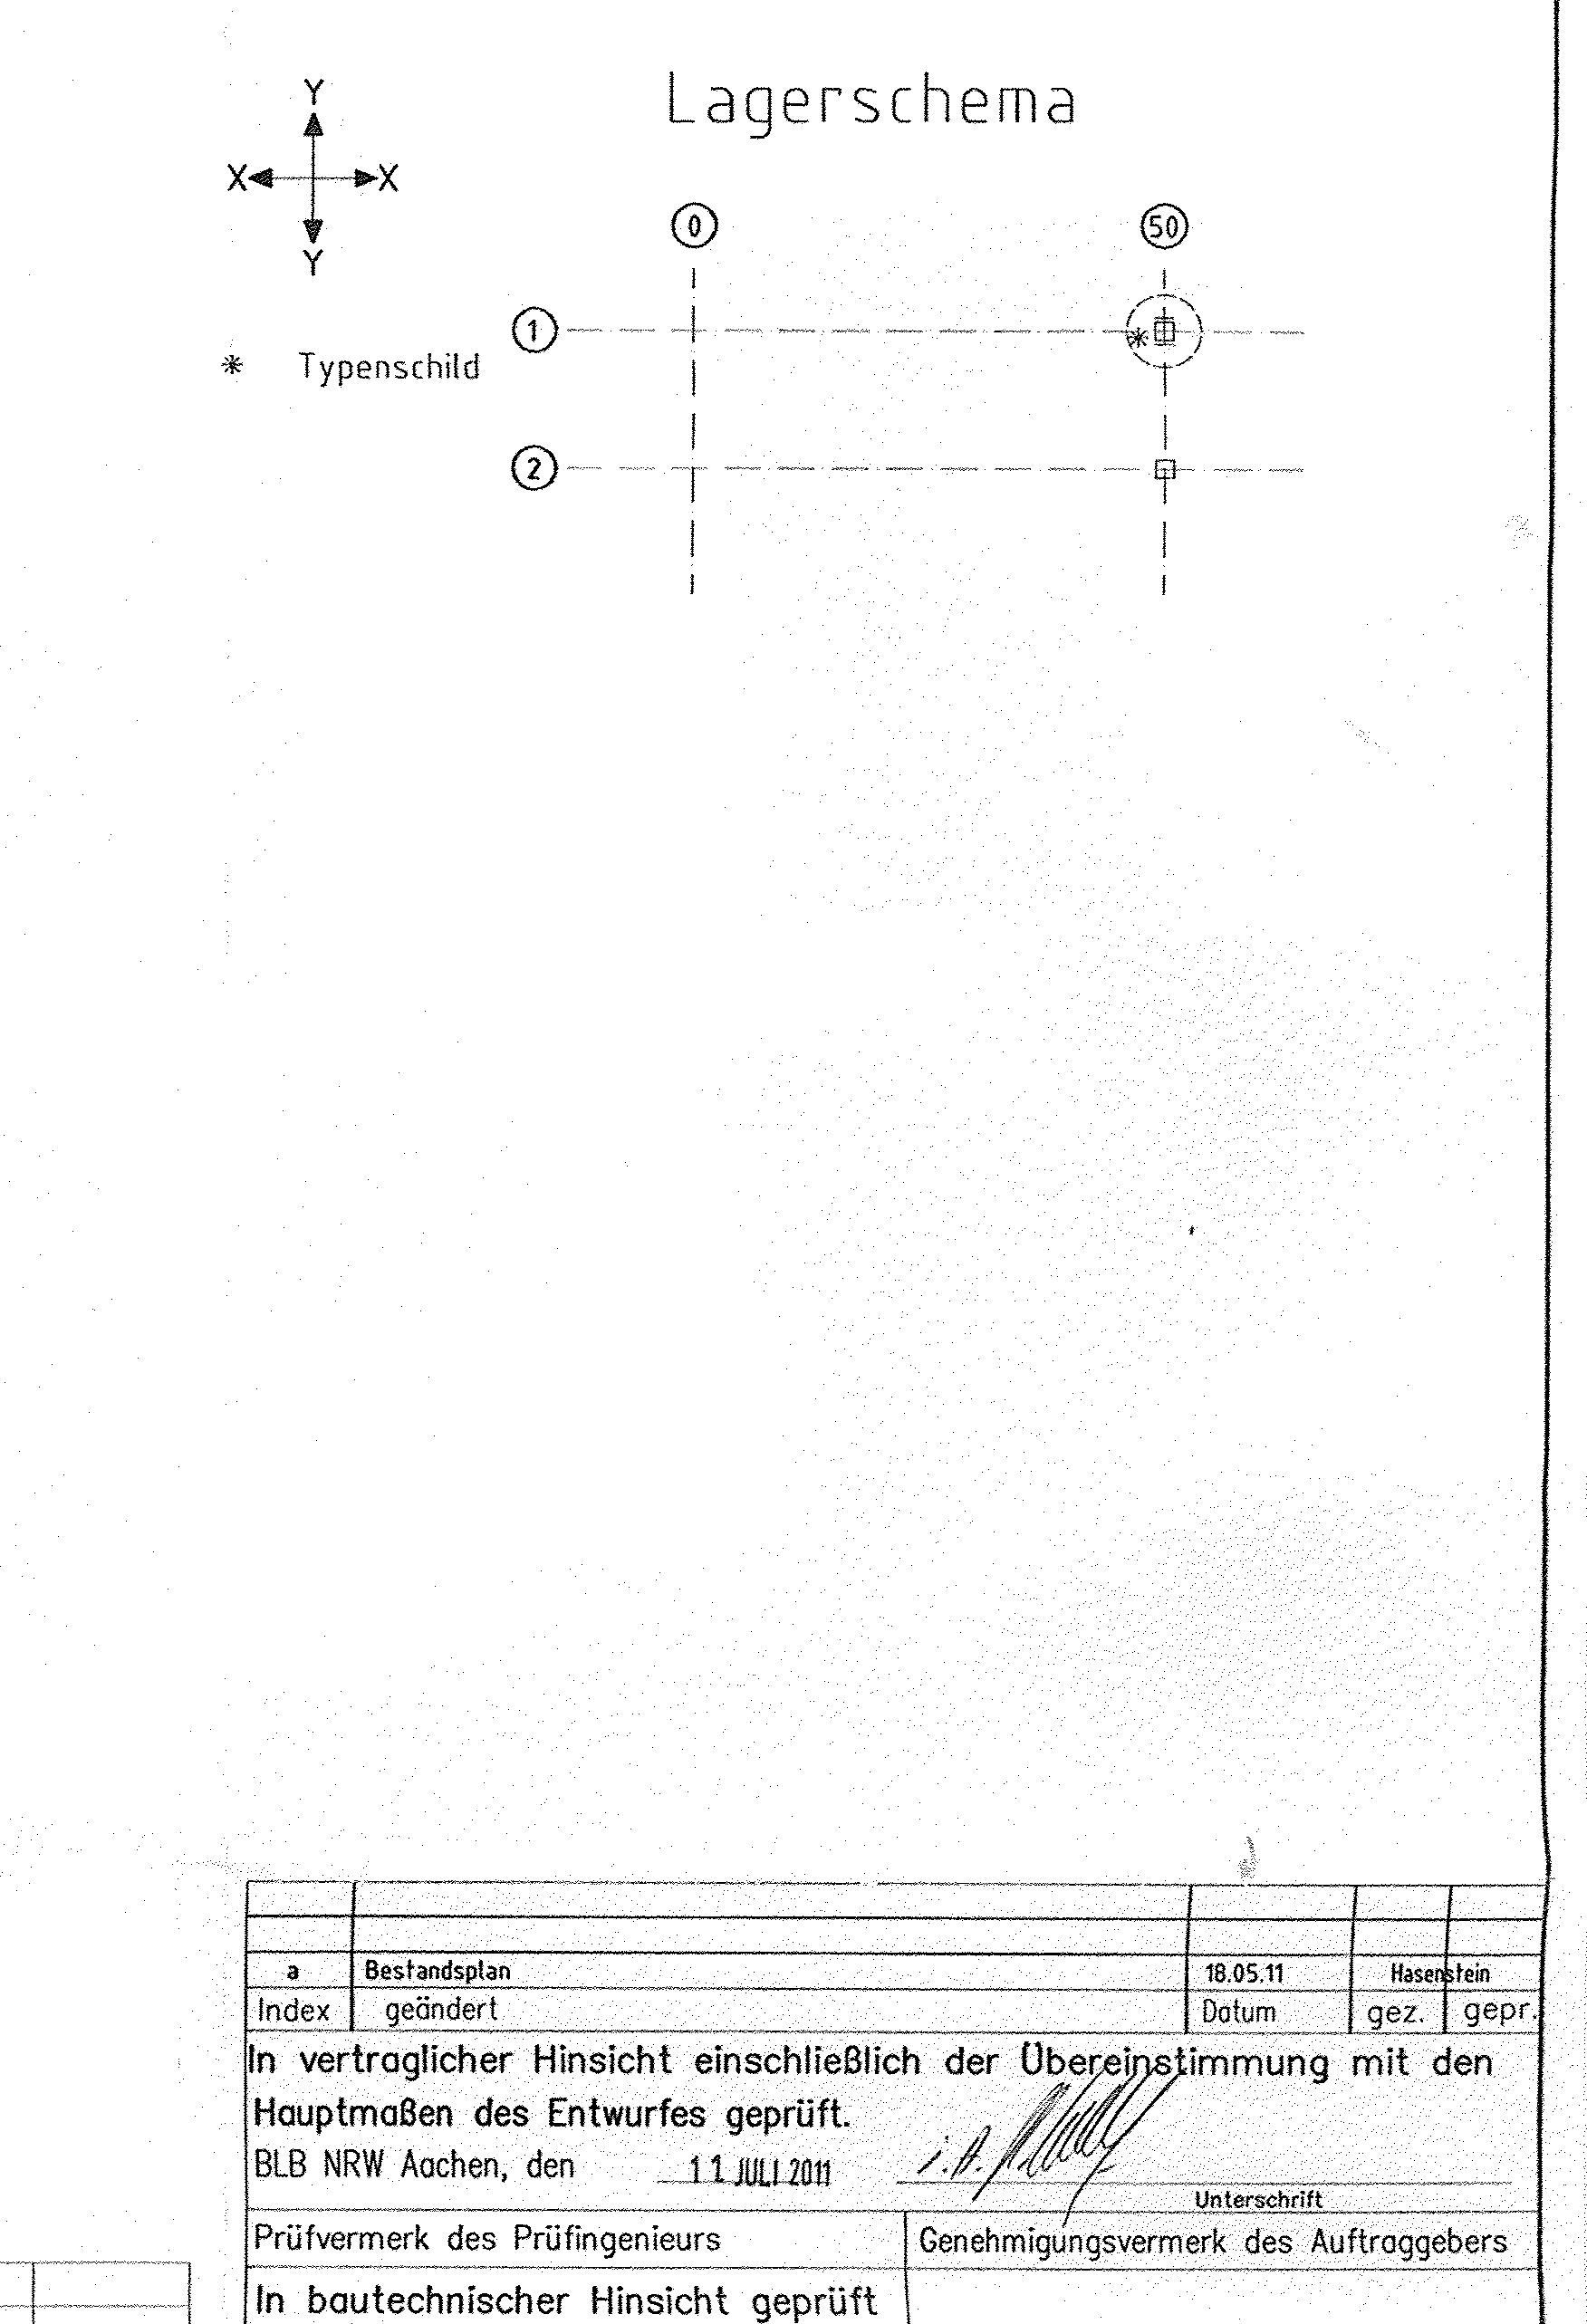 Lagerschema
Y
X X
Y
0 50
1
* Typenschild
*
2
a Bestandsplan 18.05.11 Hasenstein
Index geändert Datum gez. gepr.
In vertraglicher Hinsicht einschließlich der Übereinstimmung mit den
Hauptmaßen des Entwurfes geprüft.
BLB NRW Aachen, den 11 JULI 2011 i.A.
Unterschrift
Prüfvermerk des Prüfingenieurs Genehmigungsvermerk des Auftraggebers
In bautechnischer Hinsicht geprüft